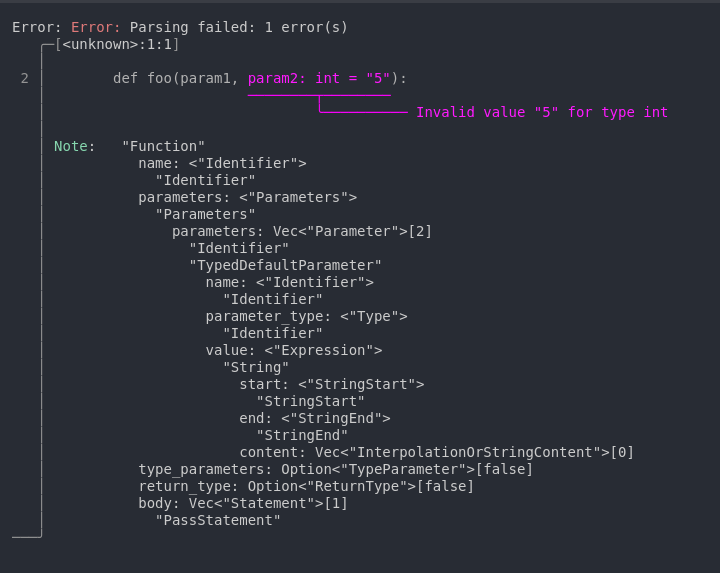 Error: Error: Parsing failed: 1 error(s)
[<unknown>:1:1]
2 def foo(param1, param2: int = "5"):
Invalid value "5" for type int
Note: "Function"
name: <"Identifier">
"Identifier"
parameters: <"Parameters">
"Parameters"
parameters: Vec<"Parameter">[2]
"Identifier"
"TypedDefaultParameter"
name: <"Identifier">
"Identifier"
parameter_type: <"Type">
"Identifier"
value: <"Expression">
"String"
start: <"StringStart">
"StringStart"
end: <"StringEnd">
"StringEnd"
content: Vec<"InterpolationOrStringContent">[0]
type_parameters: Option<"TypeParameter">[false]
return_type: Option<"ReturnType">[false]
body: Vec<"Statement">[1]
"PassStatement"